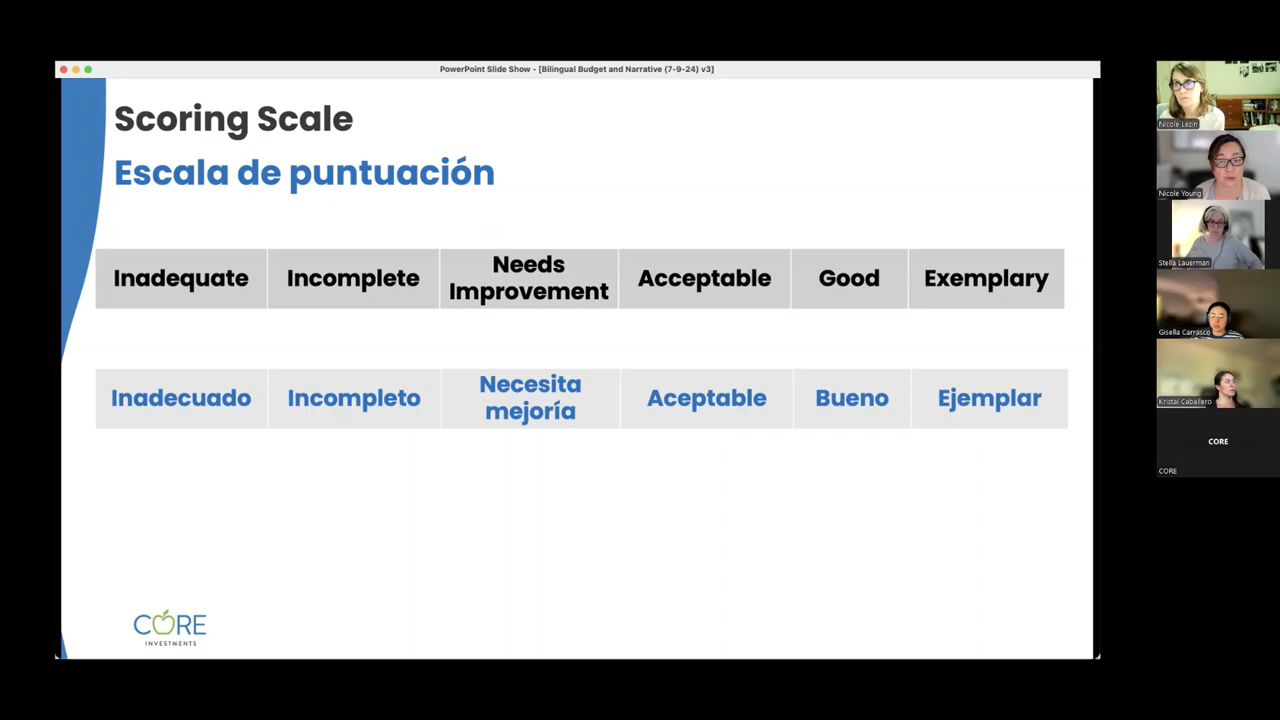 PowerPoint Slide Show - [Bilingual Budget and Narrative (7-9-24) v3]
Scoring Scale
Escala de puntuación
Inadequate
Incomplete
Needs
Improvement
Acceptable
Good
Exemplary
Inadecuado
Incompleto
Necesita
mejoría
Aceptable
Bueno
Ejemplar
CORE
INVESTMENTS
Nicole Lezin
Nicole Young
Stella Lauerman
Gisella Carrasco
Kristal Caballero
CORE
CORE